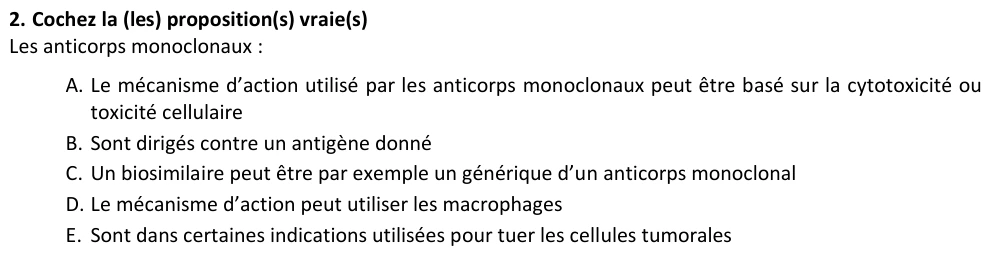 2. Cochez la (les) proposition(s) vraie(s)
Les anticorps monoclonaux :
A. Le mécanisme d’action utilisé par les anticorps monoclonaux peut être basé sur la cytotoxicité ou
toxicité cellulaire
B. Sont dirigés contre un antigène donné
C. Un biosimilaire peut être par exemple un générique d’un anticorps monoclonal
D. Le mécanisme d’action peut utiliser les macrophages
E. Sont dans certaines indications utilisées pour tuer les cellules tumorales